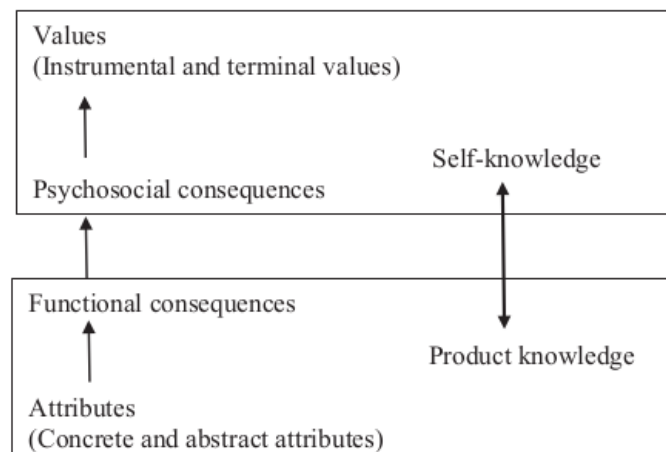 Values
(Instrumental and terminal values)
Self-knowledge
Psychosocial consequences
Functional consequences
Product knowledge
Attributes
(Concrete and abstract attributes)